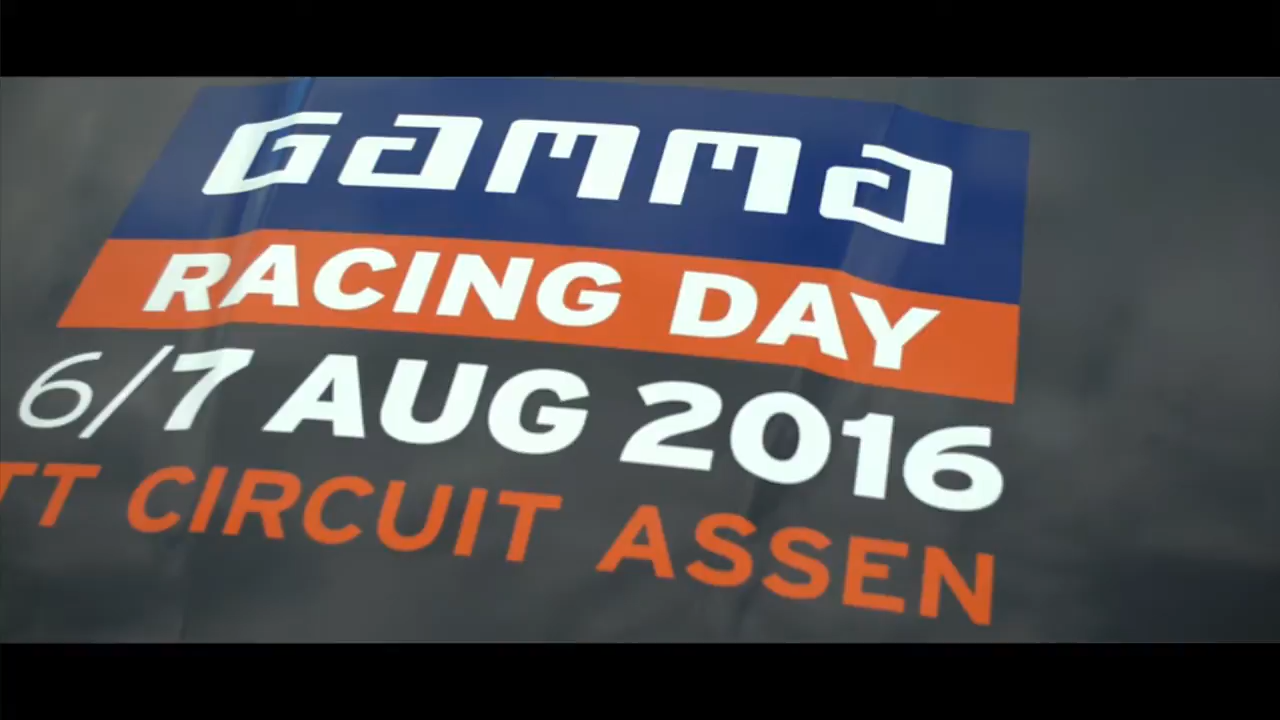 GAMMA
RACING DAY
6/7 AUG 2016
TT CIRCUIT ASSEN